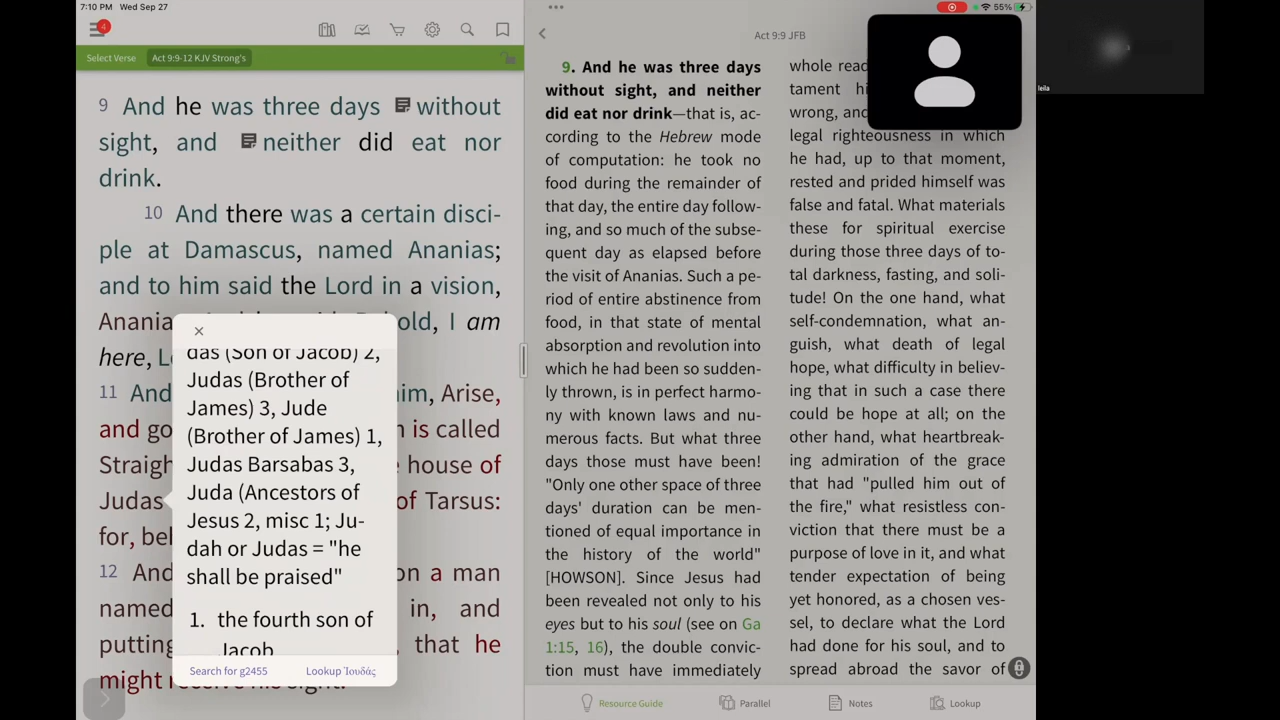 7:10 PM Wed Sep 27
55%
4
Select Verse
Act 9:9-12 KJV Strong's
9 And he was three days without
sight, and neither did eat nor
drink.
10 And there was a certain disci-
ple at Damascus, named Ananias;
and to him said the Lord in a vision,
Anania
old, I am
here, L
11 And
him, Arise,
and go
is called
Straigh
house of
Judas
of Tarsus:
for, be
12 And
on a man
named
in, and
putting
that he
might receive his sight.
das (Son of Jacob) 2,
Judas (Brother of
James) 3, Jude
(Brother of James) 1,
Judas Barsabas 3,
Juda (Ancestors of
Jesus 2, misc 1; Ju-
dah or Judas = "he
shall be praised"
1. the fourth son of
Jacob
Search for g2455
Lookup Ἰουδάς
Act 9:9 JFB
9. And he was three days
without sight, and neither
did eat nor drink—that is, ac-
cording to the Hebrew mode
of computation: he took no
food during the remainder of
that day, the entire day follow-
ing, and so much of the subse-
quent day as elapsed before
the visit of Ananias. Such a pe-
riod of entire abstinence from
food, in that state of mental
absorption and revolution into
which he had been so sudden-
ly thrown, is in perfect harmo-
ny with known laws and nu-
merous facts. But what three
days those must have been!
"Only one other space of three
days' duration can be men-
tioned of equal importance in
the history of the world"
[HOWSON]. Since Jesus had
been revealed not only to his
eyes but to his soul (see on Ga
1:15, 16), the double convic-
tion must have immediately
whole read
tament hi
wrong, and
legal righteousness in which
he had, up to that moment,
rested and prided himself was
false and fatal. What materials
these for spiritual exercise
during those three days of to-
tal darkness, fasting, and soli-
tude! On the one hand, what
self-condemnation, what an-
guish, what death of legal
hope, what difficulty in believ-
ing that in such a case there
could be hope at all; on the
other hand, what heartbreak-
ing admiration of the grace
that had "pulled him out of
the fire," what resistless con-
viction that there must be a
purpose of love in it, and what
tender expectation of being
yet honored, as a chosen ves-
sel, to declare what the Lord
had done for his soul, and to
spread abroad the savor of
Resource Guide
Parallel
Notes
Lookup
leila